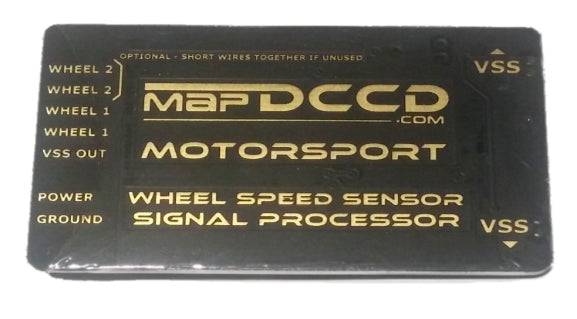 OPTIONAL - SHORT WIRES TOGETHER IF UNUSED
WHEEL 2
WHEEL 2
WHEEL 1
WHEEL 1
VSS OUT
POWER
GROUND
mapDCCD
.COM
MOTORSPORT
WHEEL SPEED SENSOR
SIGNAL PROCESSOR
VSS
VSS